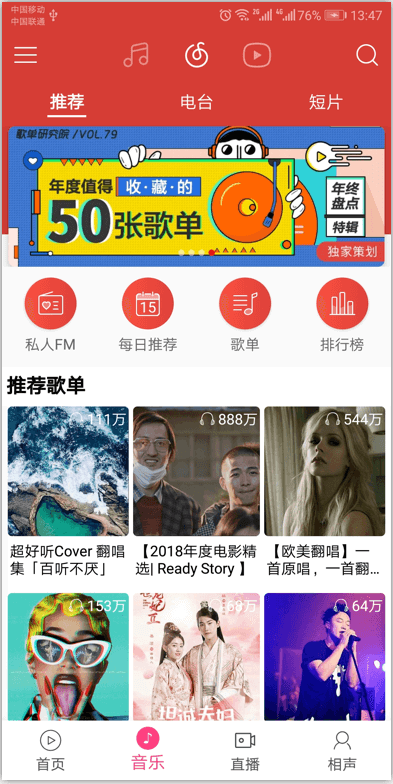 中国移动
中国联通
2G
4G
76%
13:47
推荐
电台
短片
歌单研究院 /VOL.79
年度值得
收·藏·的
50张歌单
年终
盘点
特辑
独家策划
15
私人FM
每日推荐
歌单
排行榜
推荐歌单
111万
888万
544万
超好听Cover 翻唱
集「百听不厌」
【2018年度电影精
选| Ready Story 】
【欧美翻唱】一
首原唱，一首翻...
153万
69万
64万
首页
音乐
直播
相声